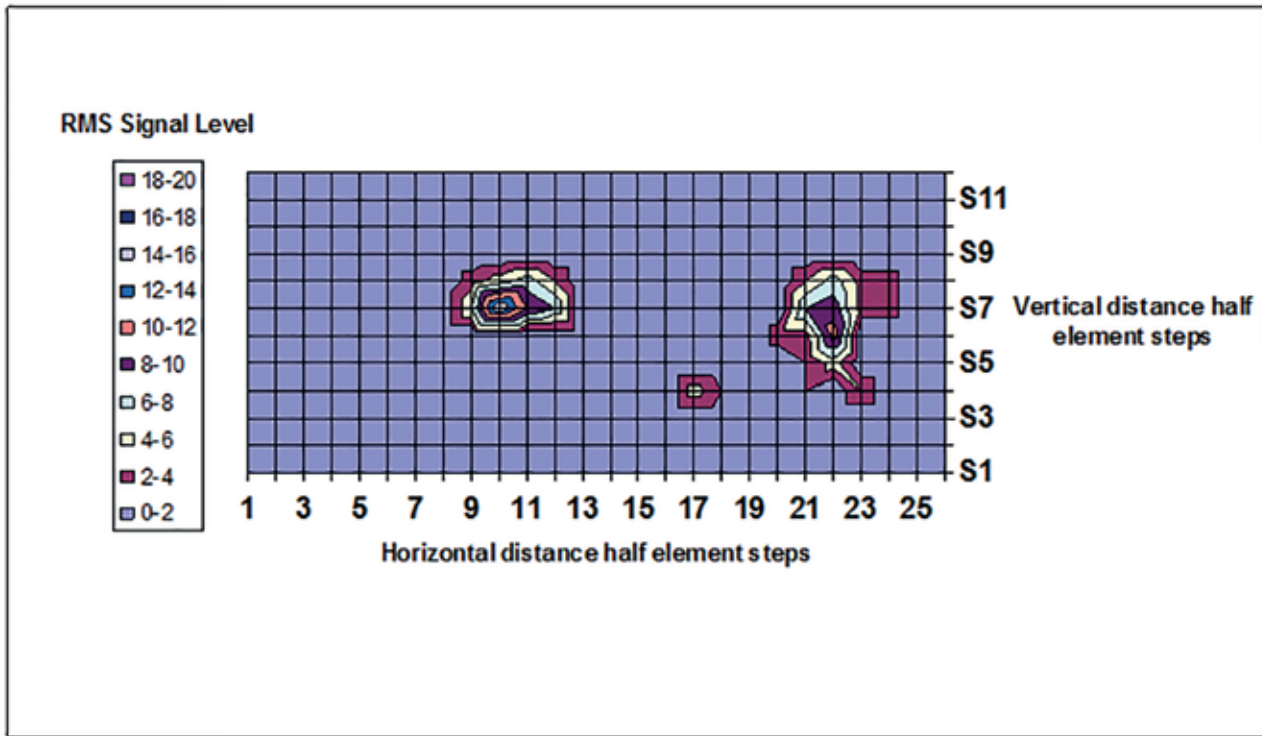 RMS Signal Level
18-20
16-18
14-16
12-14
10-12
8-10
6-8
4-6
2-4
0-2
S11
S9
S7
S5
S3
S1
Vertical distance half
element steps
1 3 5 7 9 11 13 15 17 19 21 23 25
Horizontal distance half element steps